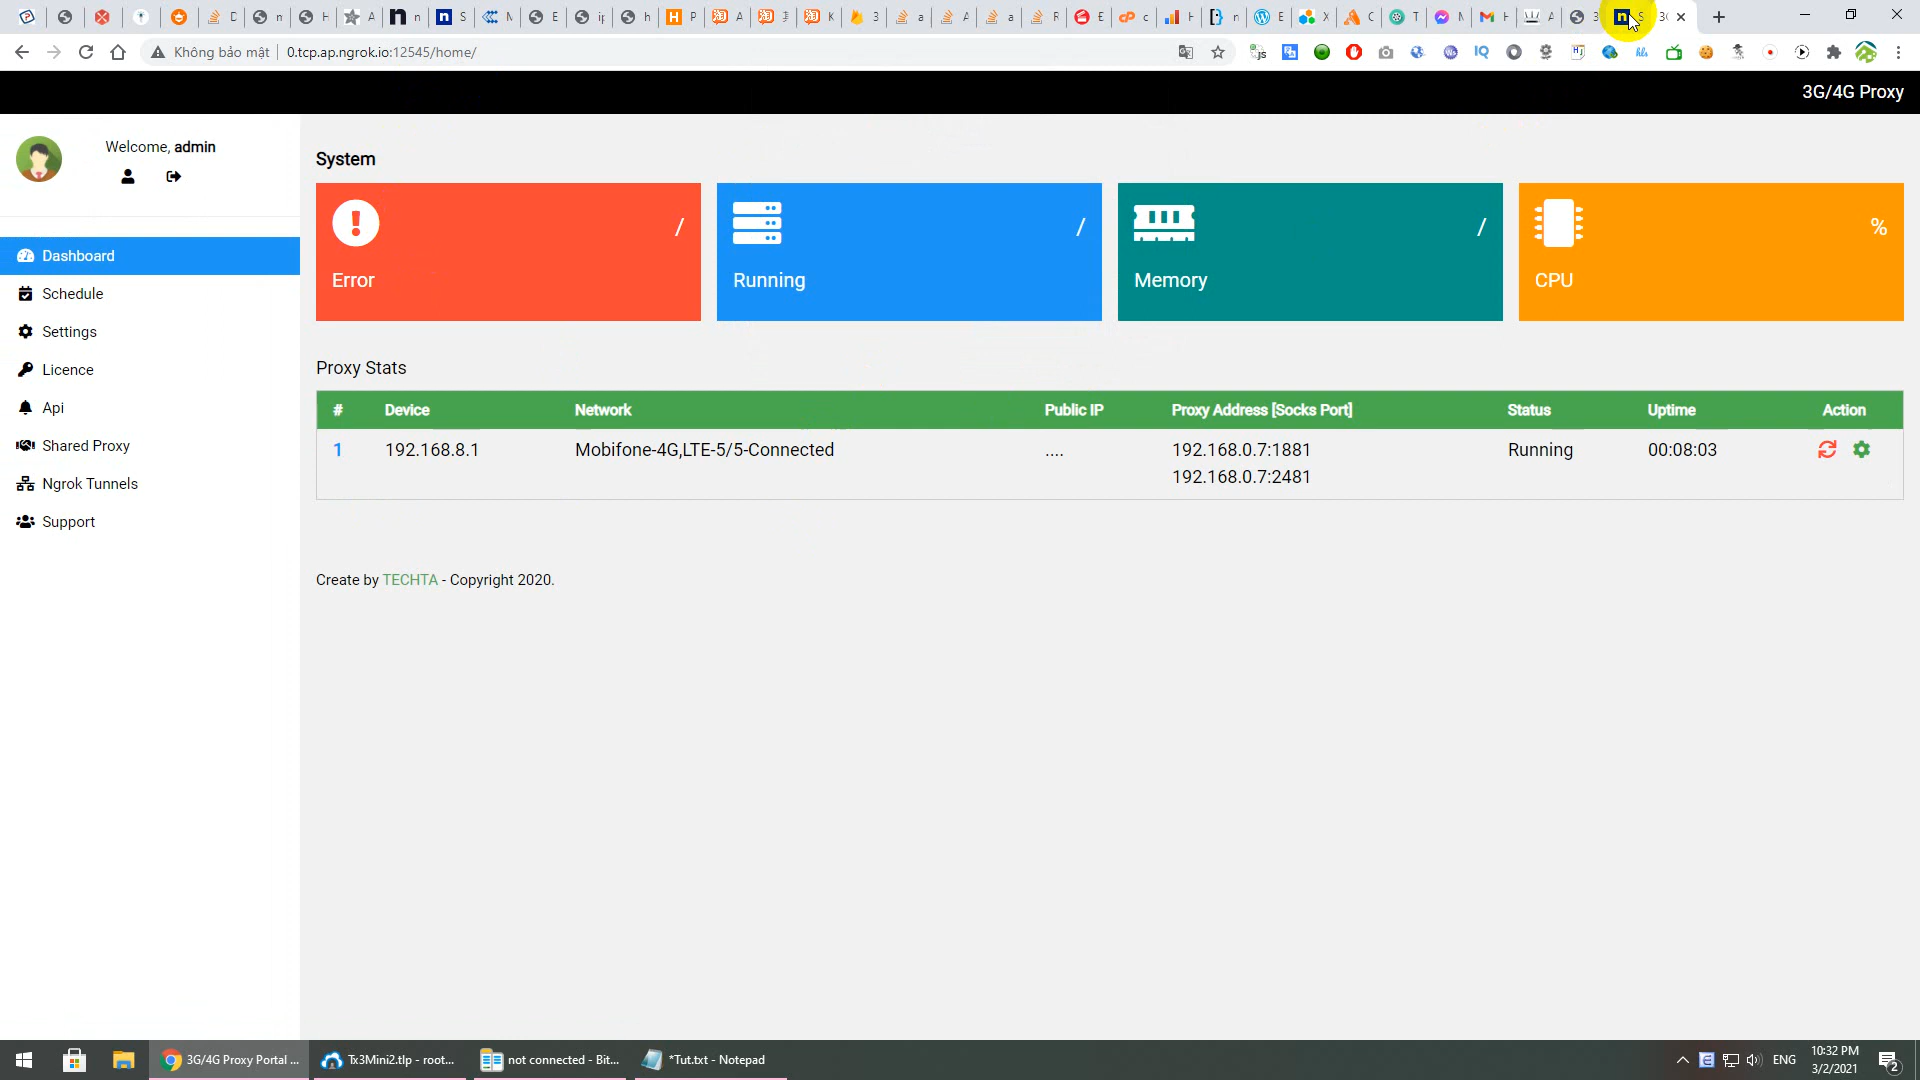 Không bảo mật
0.tcp.ap.ngrok.io:12545/home/
3G/4G Proxy
Welcome, admin
Dashboard
Schedule
Settings
Licence
Api
Shared Proxy
Ngrok Tunnels
Support
System
/
Error
/
Running
/
Memory
%
CPU
Proxy Stats
# Device Network Public IP Proxy Address [Socks Port] Status Uptime Action
1 192.168.8.1 Mobifone-4G,LTE-5/5-Connected .... 192.168.0.7:1881 Running 00:08:03
192.168.0.7:2481
Create by TECHTA - Copyright 2020.
3G/4G Proxy Portal ...
Tx3Mini2.tlp - root...
not connected - Bit...
*Tut.txt - Notepad
ENG
10:32 PM
3/2/2021
2